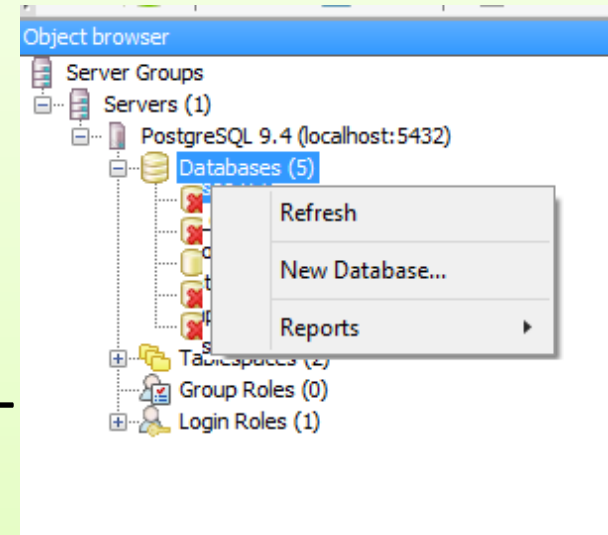 Object browser
Server Groups
Servers (1)
PostgreSQL 9.4 (localhost:5432)
Databases (5)
Refresh
New Database...
Reports
Tablespaces (2)
Group Roles (0)
Login Roles (1)